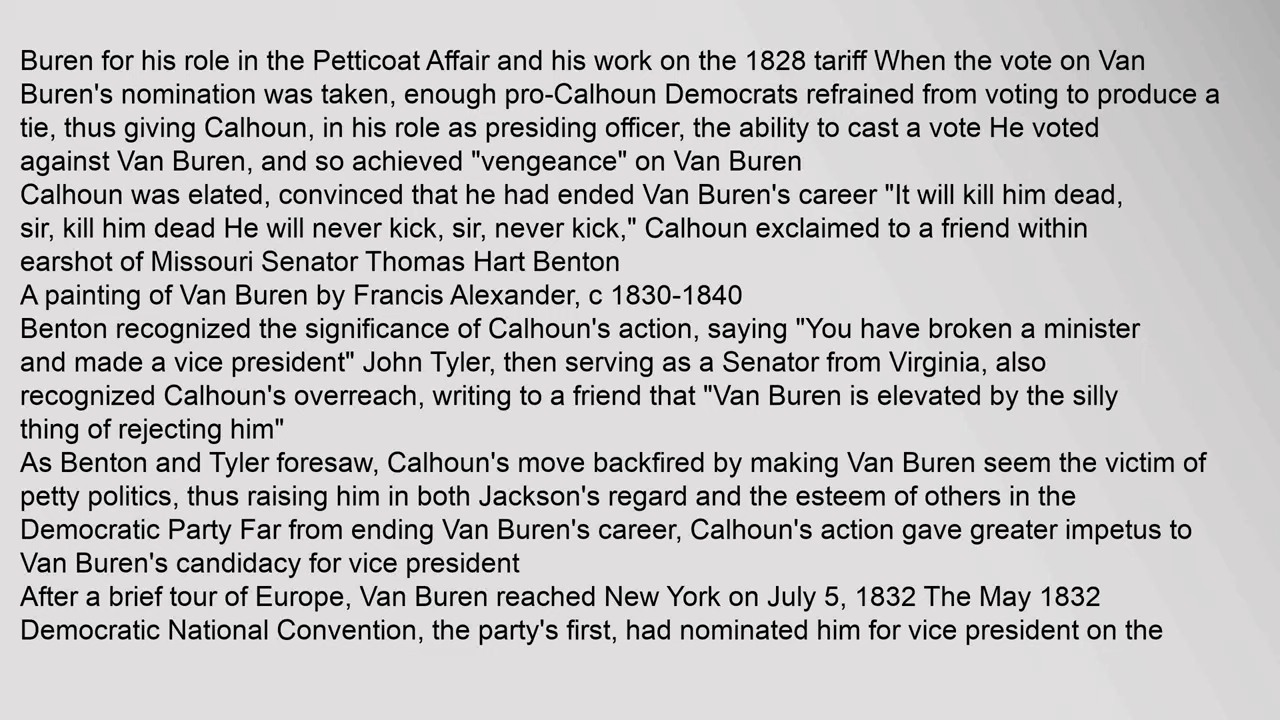 Buren for his role in the Petticoat Affair and his work on the 1828 tariff When the vote on Van
Buren's nomination was taken, enough pro-Calhoun Democrats refrained from voting to produce a
tie, thus giving Calhoun, in his role as presiding officer, the ability to cast a vote He voted
against Van Buren, and so achieved "vengeance" on Van Buren
Calhoun was elated, convinced that he had ended Van Buren's career "It will kill him dead,
sir, kill him dead He will never kick, sir, never kick," Calhoun exclaimed to a friend within
earshot of Missouri Senator Thomas Hart Benton
A painting of Van Buren by Francis Alexander, c 1830-1840
Benton recognized the significance of Calhoun's action, saying "You have broken a minister
and made a vice president" John Tyler, then serving as a Senator from Virginia, also
recognized Calhoun's overreach, writing to a friend that "Van Buren is elevated by the silly
thing of rejecting him"
As Benton and Tyler foresaw, Calhoun's move backfired by making Van Buren seem the victim of
petty politics, thus raising him in both Jackson's regard and the esteem of others in the
Democratic Party Far from ending Van Buren's career, Calhoun's action gave greater impetus to
Van Buren's candidacy for vice president
After a brief tour of Europe, Van Buren reached New York on July 5, 1832 The May 1832
Democratic National Convention, the party's first, had nominated him for vice president on the